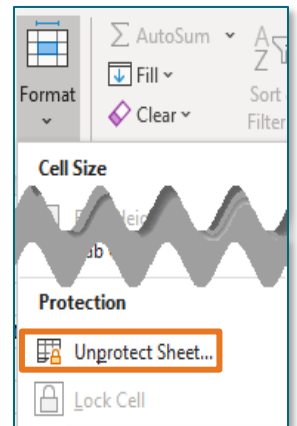 Format
AutoSum
Fill
Clear
Sort
Filter
Cell Size
Protection
Unprotect Sheet...
Lock Cell